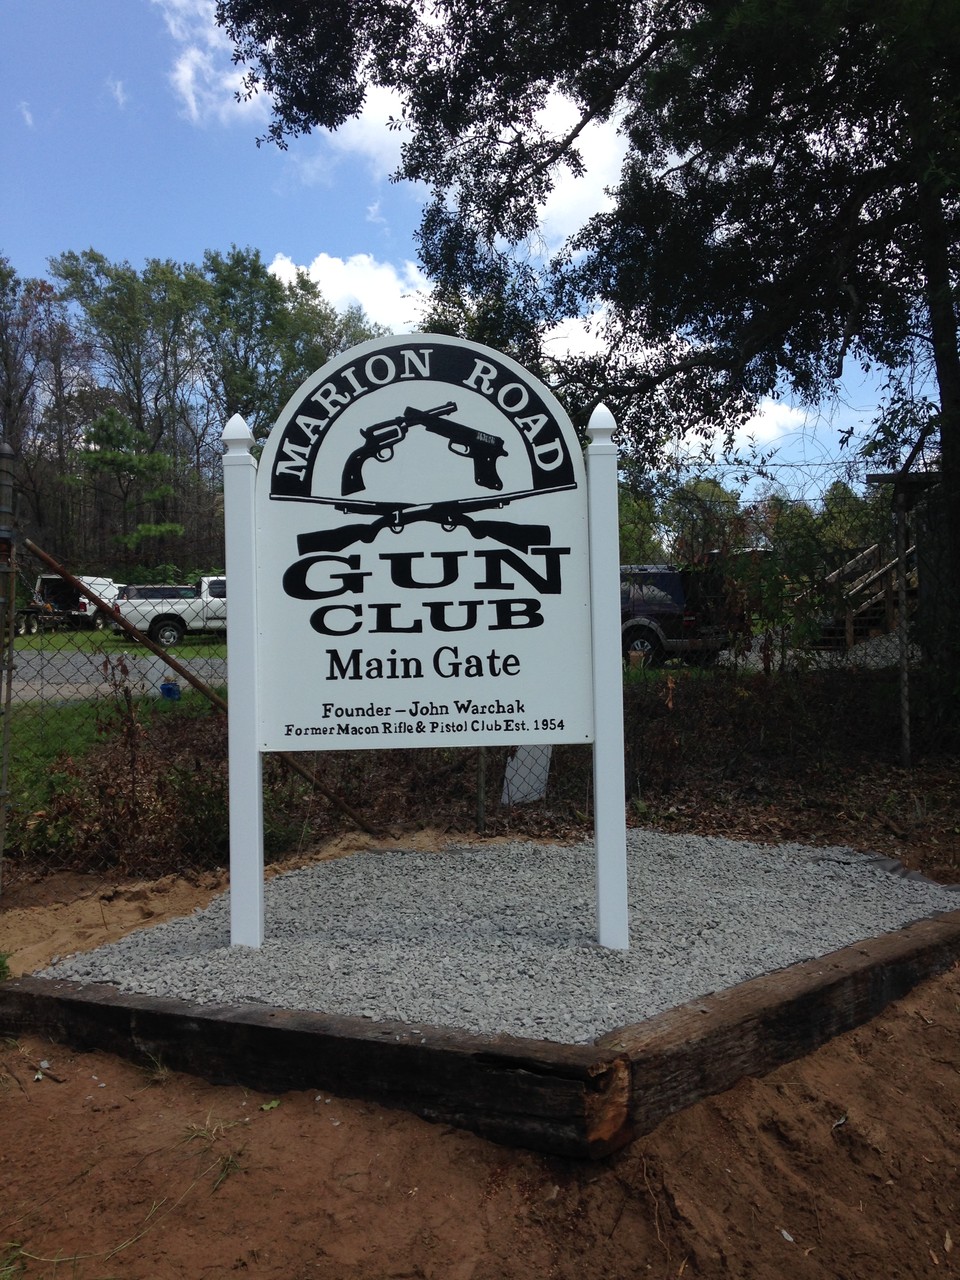 MARION ROAD
GUN
CLUB
Main Gate
Founder – John Warchak
Former Macon Rifle & Pistol Club Est. 1954